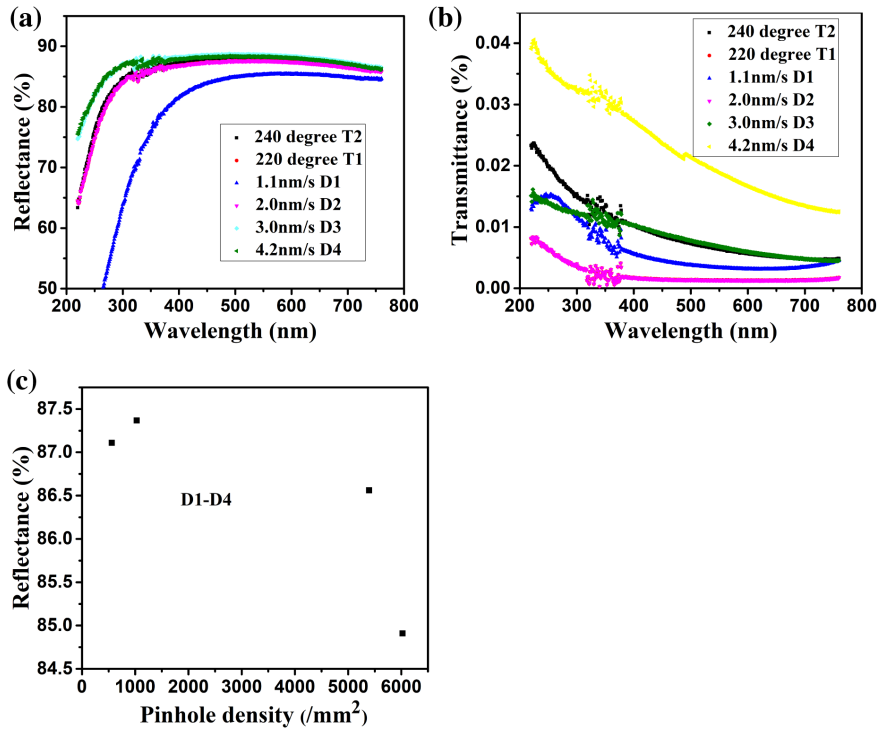 (a)
90
85
80
75
70
65
60
55
50
200 300 400 500 600 700 800
Reflectance (%)
Wavelength (nm)
240 degree T2
220 degree T1
1.1nm/s D1
2.0nm/s D2
3.0nm/s D3
4.2nm/s D4
(b)
0.04
0.03
0.02
0.01
0.00
200 300 400 500 600 700 800
Transmittance (%)
Wavelength (nm)
240 degree T2
220 degree T1
1.1nm/s D1
2.0nm/s D2
3.0nm/s D3
4.2nm/s D4
(c)
87.5
87.0
86.5
86.0
85.5
85.0
84.5
0 1000 2000 3000 4000 5000 6000
Reflectance (%)
D1-D4
Pinhole density (/mm²)